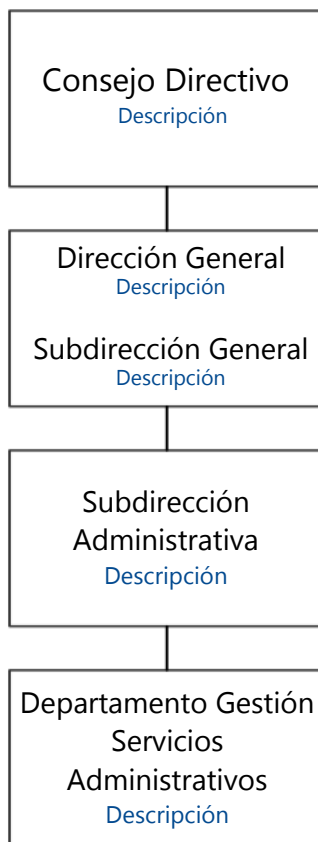 Consejo Directivo
Descripción
Dirección General
Descripción
Subdirección General
Descripción
Subdirección
Administrativa
Descripción
Departamento Gestión
Servicios
Administrativos
Descripción